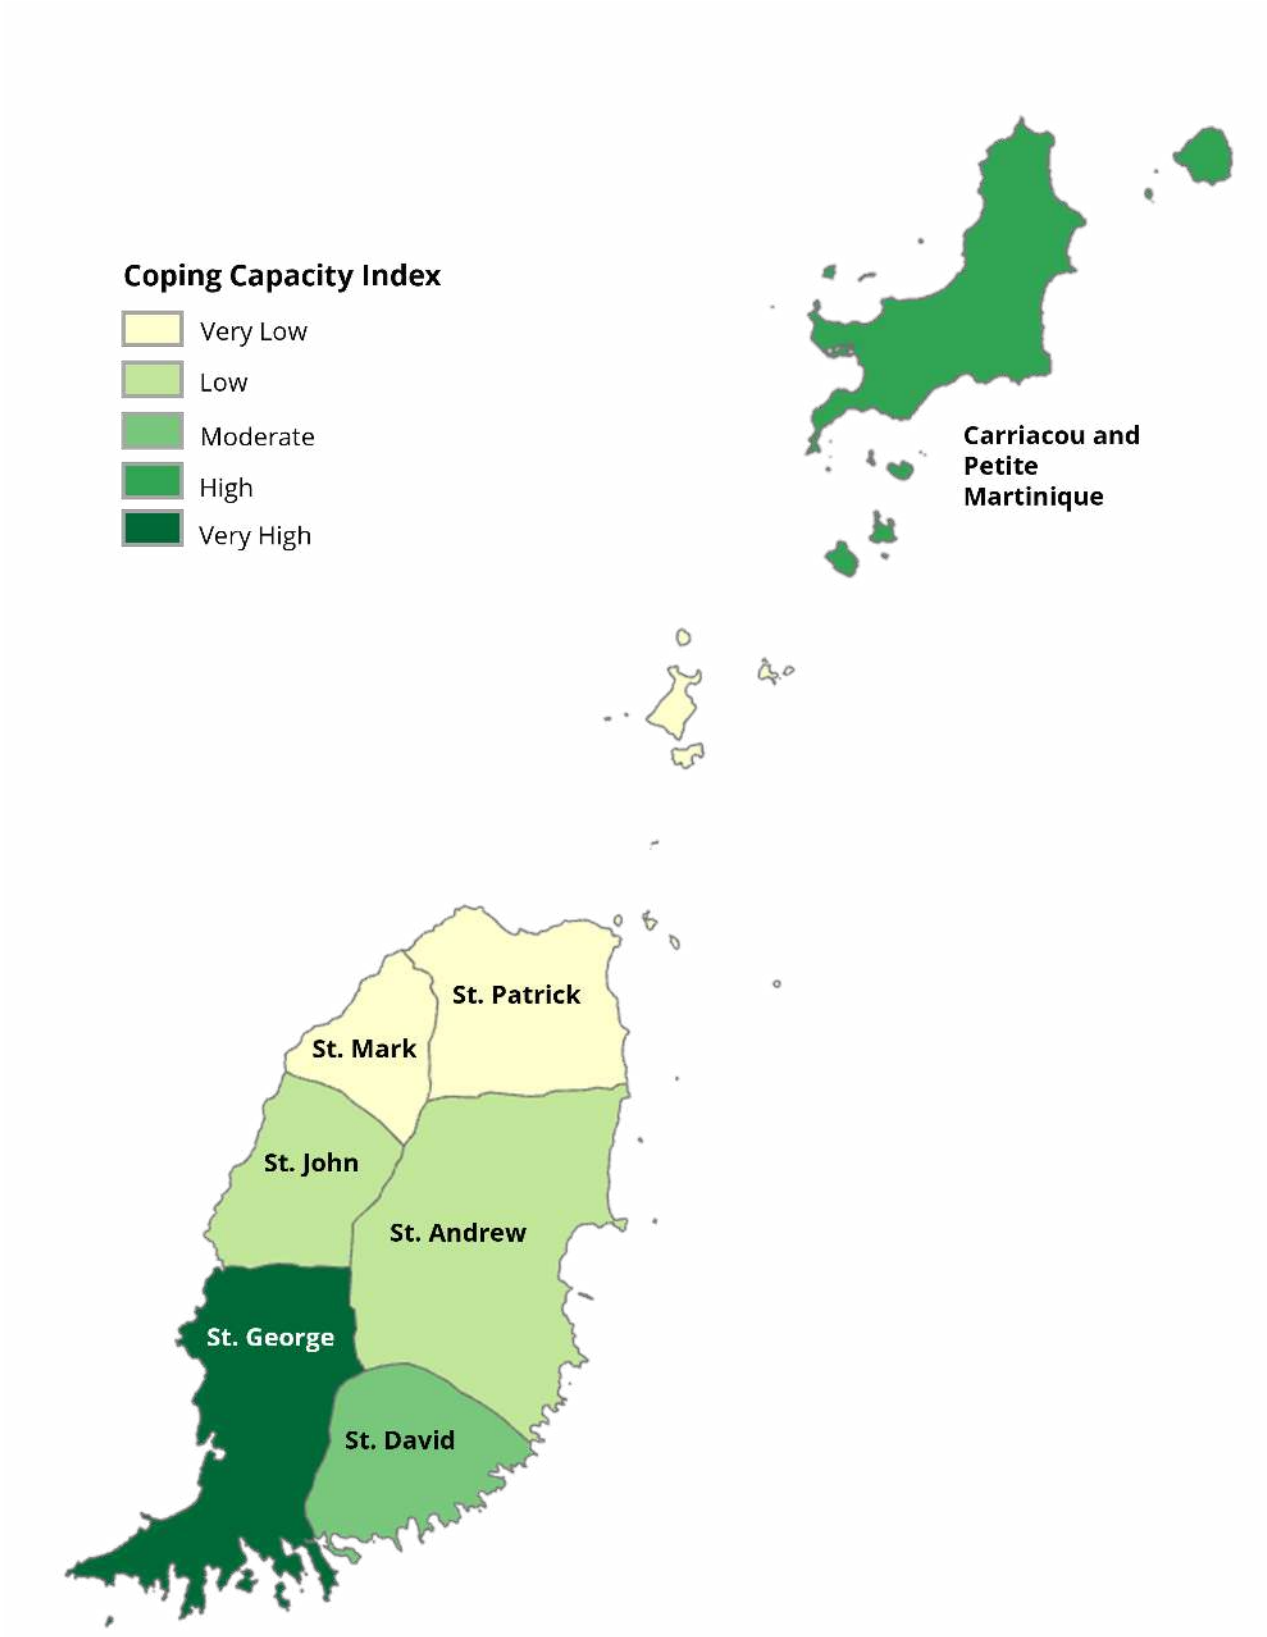 Coping Capacity Index
Very Low
Low
Moderate
High
Very High
Carriacou and
Petite
Martinique
St. Patrick
St. Mark
St. John
St. Andrew
St. George
St. David